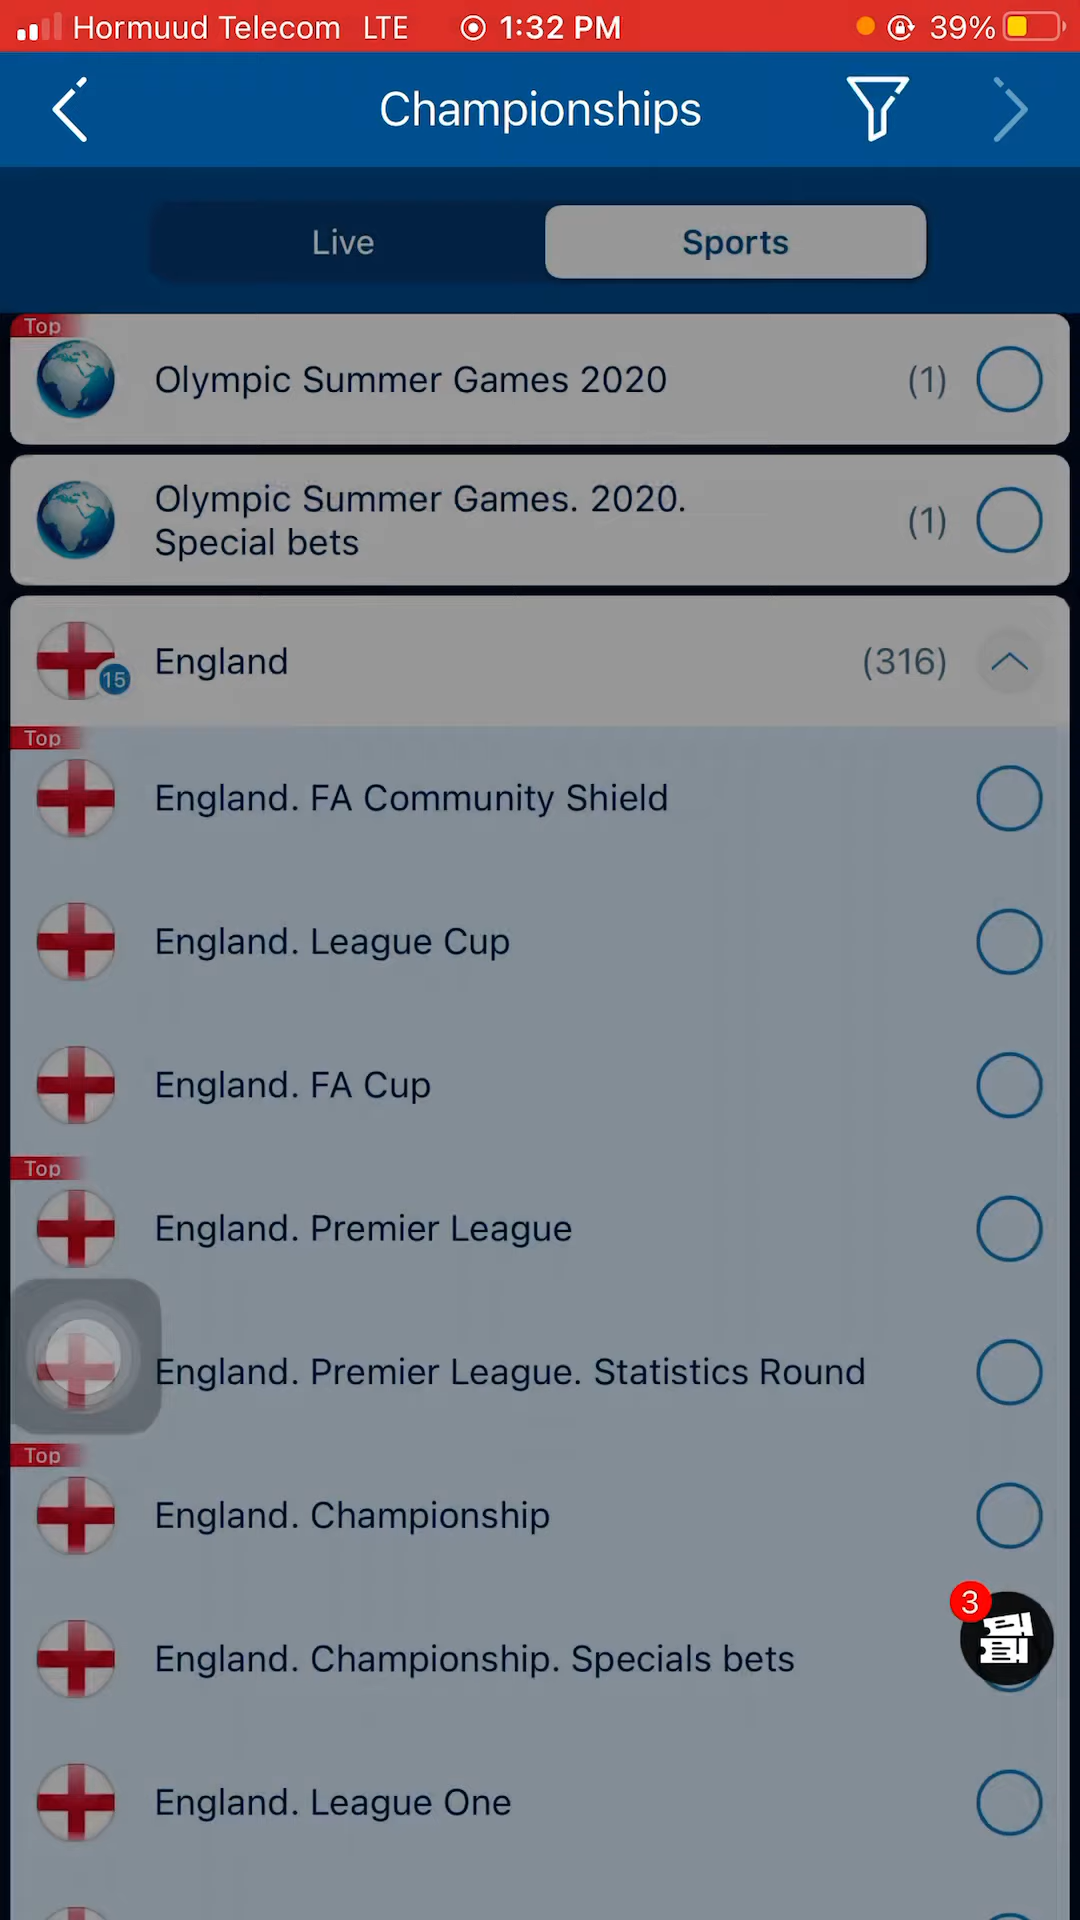 Hormuud Telecom LTE 1:32 PM 39%
Championships
Live Sports
Top
Olympic Summer Games 2020 (1)
Olympic Summer Games. 2020.
Special bets (1)
England (316)
15
Top
England. FA Community Shield
England. League Cup
England. FA Cup
Top
England. Premier League
England. Premier League. Statistics Round
Top
England. Championship
3
England. Championship. Specials bets
England. League One